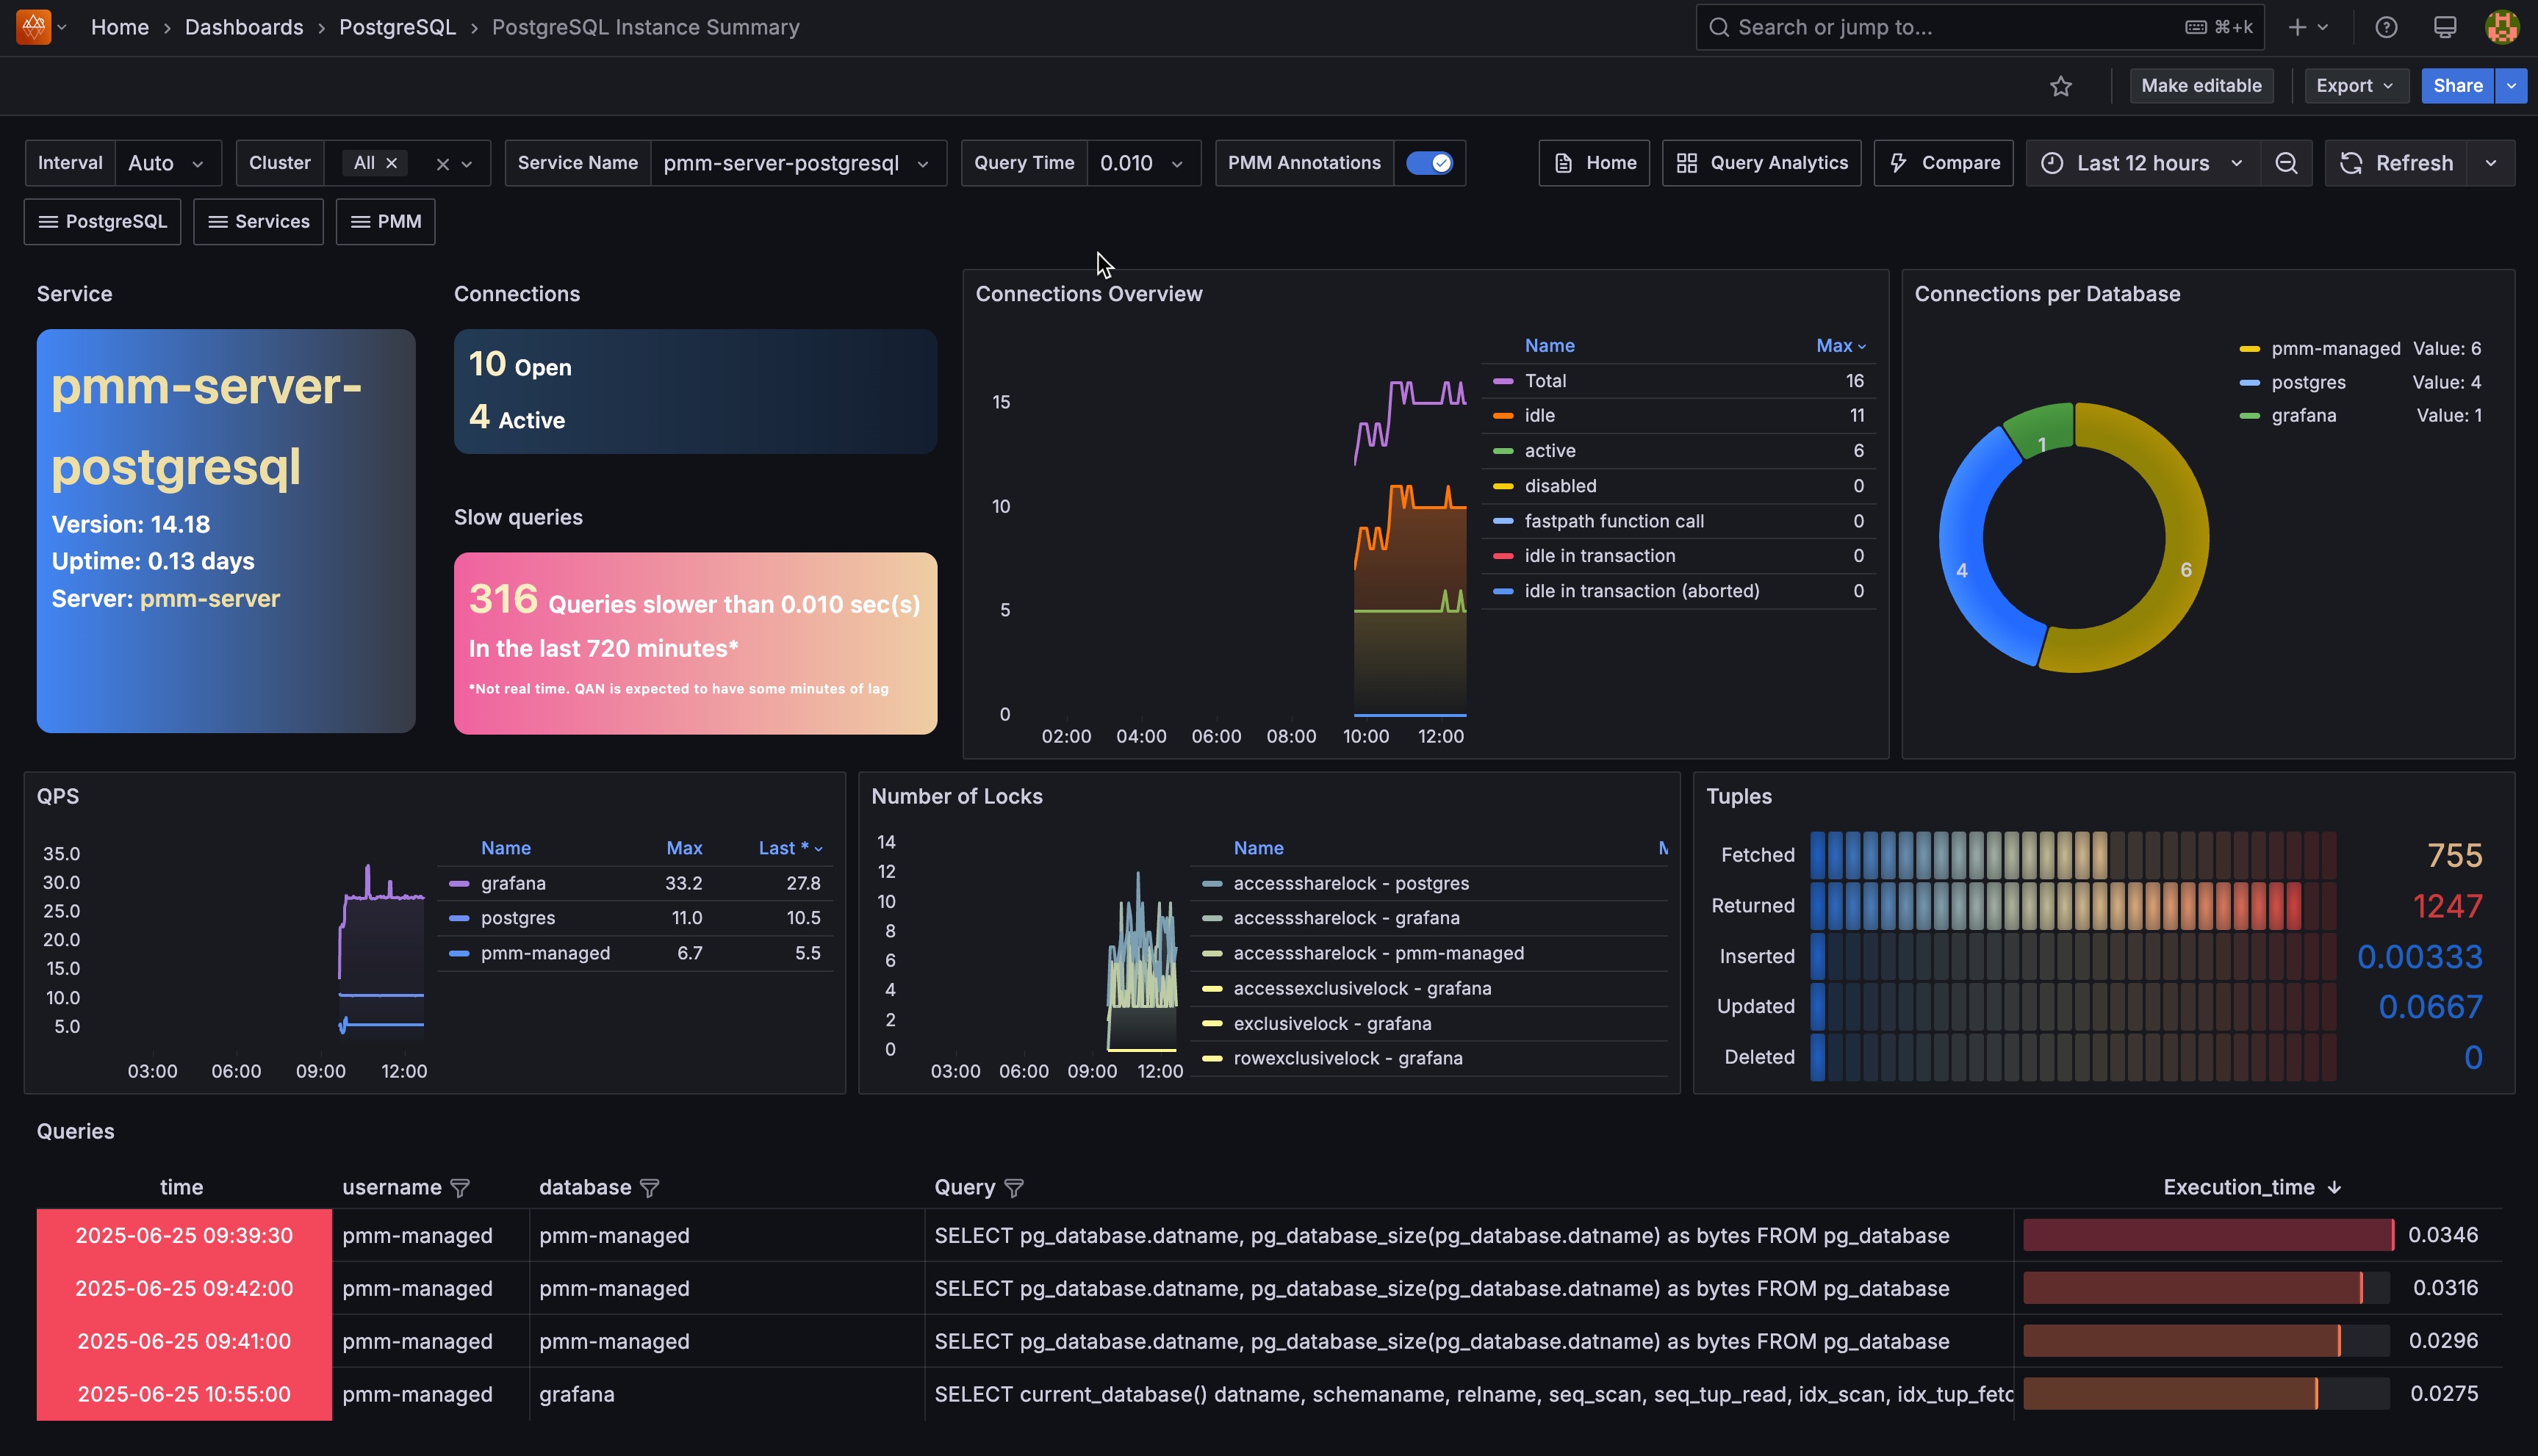 Home › Dashboards › PostgreSQL › PostgreSQL Instance Summary
Search or jump to... ⌘+k
Make editable Export Share
Interval Auto Cluster All Service Name pmm-server-postgresql Query Time 0.010 PMM Annotations Home Query Analytics Compare Last 12 hours Refresh
PostgreSQL Services PMM
Service
pmm-server-
postgresql
Version: 14.18
Uptime: 0.13 days
Server: pmm-server
Connections
10 Open
4 Active
Slow queries
316 Queries slower than 0.010 sec(s)
In the last 720 minutes*
*Not real time. QAN is expected to have some minutes of lag
Connections Overview
15
10
5
0
02:00 04:00 06:00 08:00 10:00 12:00
Name Max
Total 16
idle 11
active 6
disabled 0
fastpath function call 0
idle in transaction 0
idle in transaction (aborted) 0
Connections per Database
pmm-managed Value: 6
postgres Value: 4
grafana Value: 1
1
4
6
QPS
35.0
30.0
25.0
20.0
15.0
10.0
5.0
03:00 06:00 09:00 12:00
Name Max Last *
grafana 33.2 27.8
postgres 11.0 10.5
pmm-managed 6.7 5.5
Number of Locks
14
12
10
8
6
4
2
0
03:00 06:00 09:00 12:00
Name
accesssharelock - postgres
accesssharelock - grafana
accesssharelock - pmm-managed
accessexclusivelock - grafana
exclusivelock - grafana
rowexclusivelock - grafana
Tuples
Fetched 755
Returned 1247
Inserted 0.00333
Updated 0.0667
Deleted 0
Queries
time username database Query Execution_time
2025-06-25 09:39:30 pmm-managed pmm-managed SELECT pg_database.datname, pg_database_size(pg_database.datname) as bytes FROM pg_database 0.0346
2025-06-25 09:42:00 pmm-managed pmm-managed SELECT pg_database.datname, pg_database_size(pg_database.datname) as bytes FROM pg_database 0.0316
2025-06-25 09:41:00 pmm-managed pmm-managed SELECT pg_database.datname, pg_database_size(pg_database.datname) as bytes FROM pg_database 0.0296
2025-06-25 10:55:00 pmm-managed grafana SELECT current_database() datname, schemaname, relname, seq_scan, seq_tup_read, idx_scan, idx_tup_fetc 0.0275